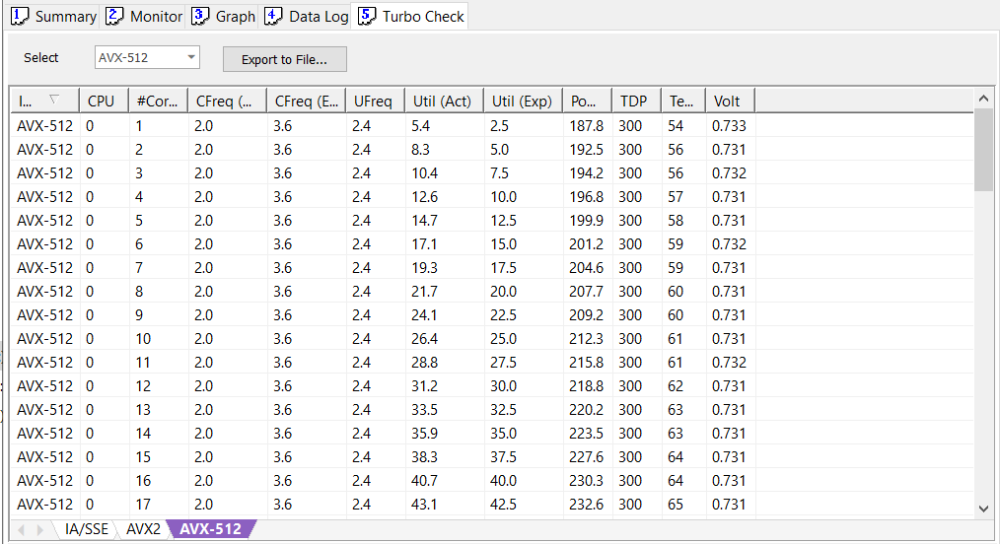 1 Summary 2 Monitor 3 Graph 4 Data Log 5 Turbo Check
Select AVX-512 Export to File...
I... CPU #Cor... CFreq (... CFreq (E... UFreq Util (Act) Util (Exp) Po... TDP Te... Volt
AVX-512 0 1 2.0 3.6 2.4 5.4 2.5 187.8 300 54 0.733
AVX-512 0 2 2.0 3.6 2.4 8.3 5.0 192.5 300 56 0.731
AVX-512 0 3 2.0 3.6 2.4 10.4 7.5 194.2 300 56 0.732
AVX-512 0 4 2.0 3.6 2.4 12.6 10.0 196.8 300 57 0.731
AVX-512 0 5 2.0 3.6 2.4 14.7 12.5 199.9 300 58 0.731
AVX-512 0 6 2.0 3.6 2.4 17.1 15.0 201.2 300 59 0.732
AVX-512 0 7 2.0 3.6 2.4 19.3 17.5 204.6 300 59 0.731
AVX-512 0 8 2.0 3.6 2.4 21.7 20.0 207.7 300 60 0.731
AVX-512 0 9 2.0 3.6 2.4 24.1 22.5 209.2 300 60 0.731
AVX-512 0 10 2.0 3.6 2.4 26.4 25.0 212.3 300 61 0.731
AVX-512 0 11 2.0 3.6 2.4 28.8 27.5 215.8 300 61 0.732
AVX-512 0 12 2.0 3.6 2.4 31.2 30.0 218.8 300 62 0.731
AVX-512 0 13 2.0 3.6 2.4 33.5 32.5 220.2 300 63 0.731
AVX-512 0 14 2.0 3.6 2.4 35.9 35.0 223.5 300 63 0.731
AVX-512 0 15 2.0 3.6 2.4 38.3 37.5 227.6 300 64 0.731
AVX-512 0 16 2.0 3.6 2.4 40.7 40.0 230.3 300 64 0.731
AVX-512 0 17 2.0 3.6 2.4 43.1 42.5 232.6 300 65 0.731
IA/SSE AVX2 AVX-512